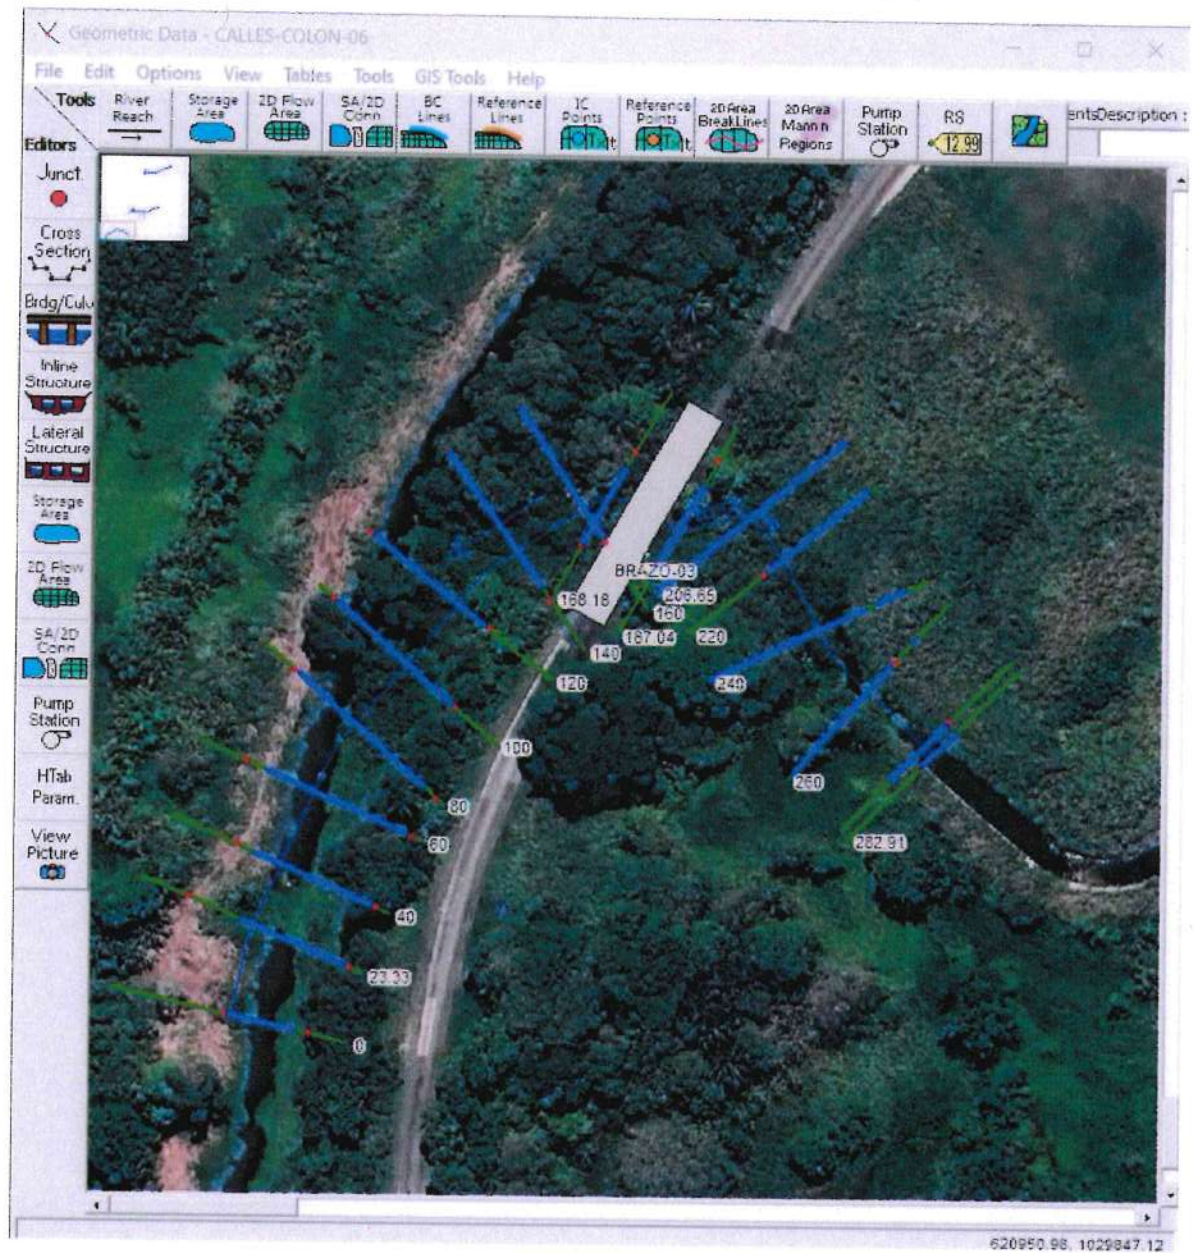 Geometric Data - CALLES-COLON-06
File Edit Options View Tables Tools GIS Tools Help
Tools
River Reach
Storage Area
2D Flow Area
SA/2D Conn
BC Lines
Reference Lines
IC Points
Reference Points
2D Area BreakLines
2D Area Mann n Regions
Pump Station
RS
12.99
entsDescription :
Editors
Junct.
Cross Section
Brdg/Culv
Inline Structure
Lateral Structure
Storage Area
2D Flow Area
SA/2D Conn
Pump Station
HTab Param.
View Picture
BRAZO-03
168.18
206.65
160
187.04
220
140
120
240
100
260
80
60
282.91
40
23.33
0
620950.98, 1029847.12